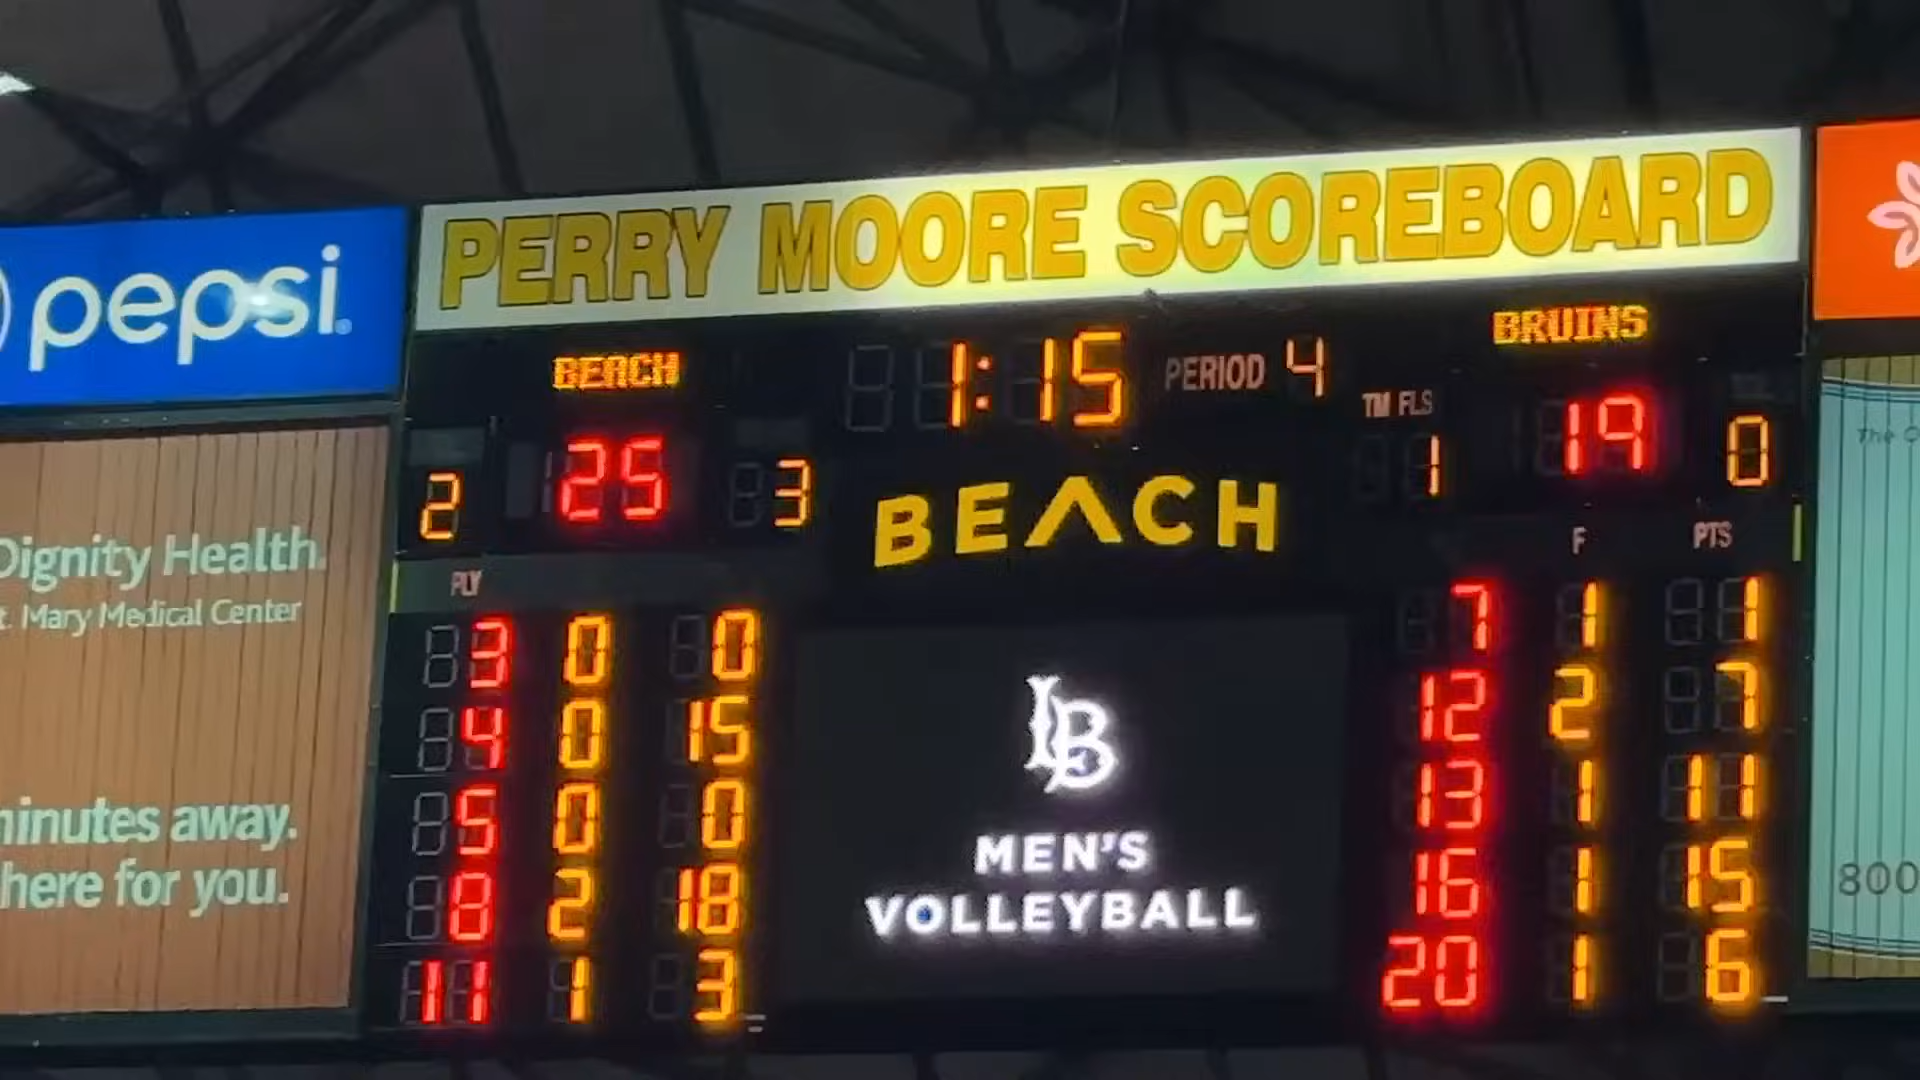 PERRY MOORE SCOREBOARD
pepsi.
BEACH
1:15
PERIOD 4
BRUINS
TM FLS
2
25
3
1
19
0
BEACH
PLY
F
PTS
3 0 0
4 0 15
5 0 0
8 2 18
11 1 3
7 1 1
12 2 7
13 1 11
16 1 15
20 1 6
LB
MEN'S
VOLLEYBALL
Dignity Health.
t. Mary Medical Center
minutes away.
here for you.
The
800